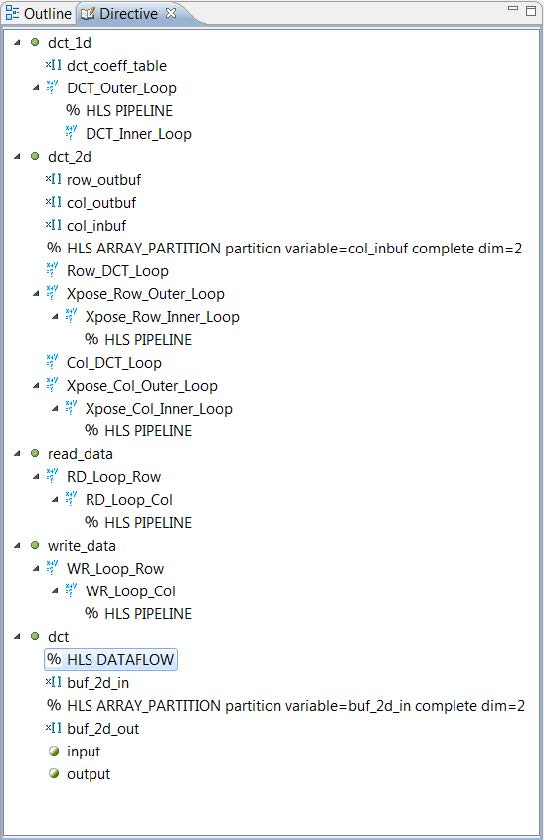 Outline Directive
dct_1d
dct_coeff_table
DCT_Outer_Loop
% HLS PIPELINE
DCT_Inner_Loop
dct_2d
row_outbuf
col_outbuf
col_inbuf
% HLS ARRAY_PARTITION partition variable=col_inbuf complete dim=2
Row_DCT_Loop
Xpose_Row_Outer_Loop
Xpose_Row_Inner_Loop
% HLS PIPELINE
Col_DCT_Loop
Xpose_Col_Outer_Loop
Xpose_Col_Inner_Loop
% HLS PIPELINE
read_data
RD_Loop_Row
RD_Loop_Col
% HLS PIPELINE
write_data
WR_Loop_Row
WR_Loop_Col
% HLS PIPELINE
dct
% HLS DATAFLOW
buf_2d_in
% HLS ARRAY_PARTITION partition variable=buf_2d_in complete dim=2
buf_2d_out
input
output